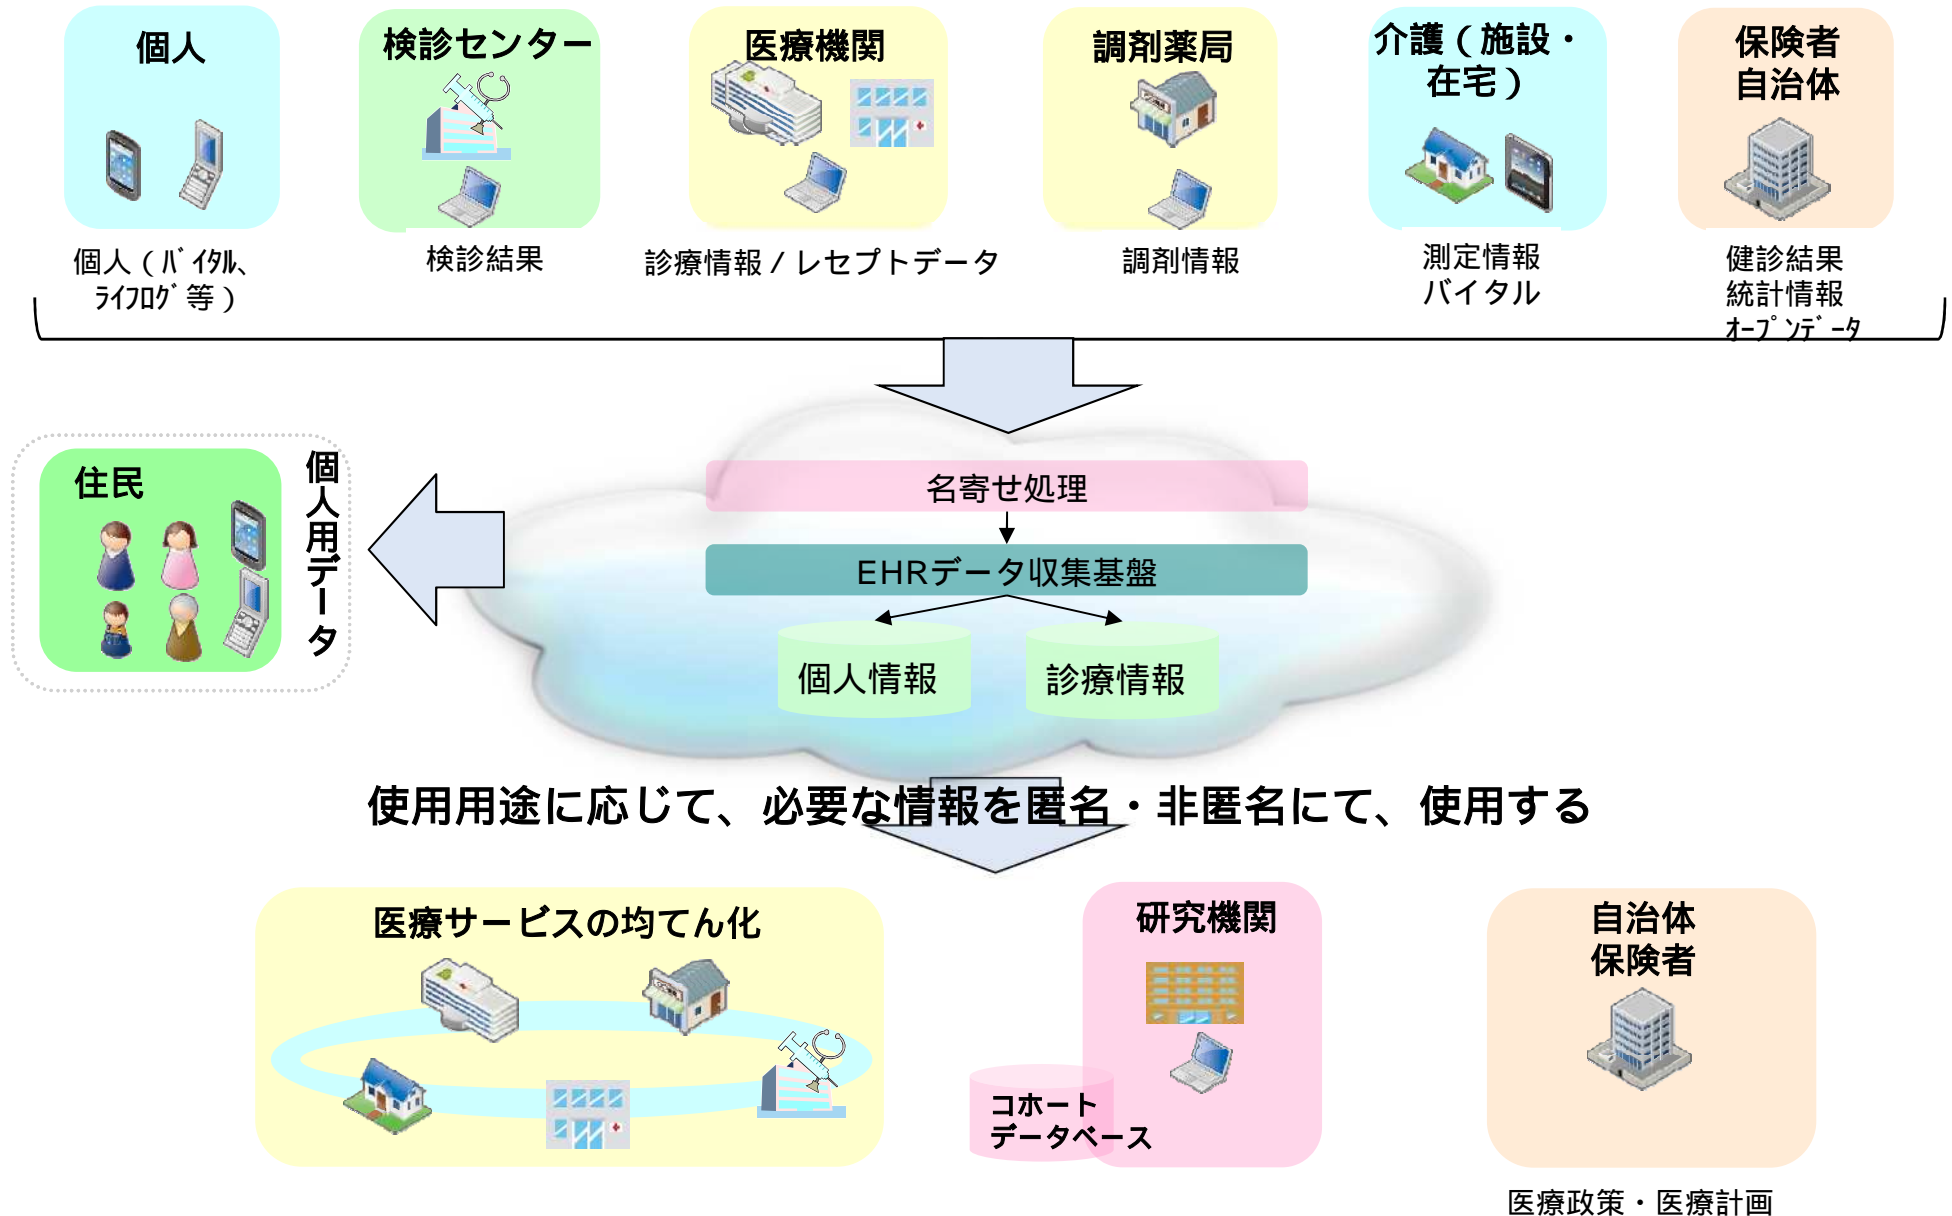 個人
検診センター
医療機関
調剤薬局
介護（施設・
在宅）
保険者
自治体
個人（ﾊﾞｲﾀﾙ、
ﾗｲﾌﾛｸﾞ等）
検診結果
診療情報/レセプトデータ
調剤情報
測定情報
バイタル
健診結果
統計情報
ｵｰﾌﾟﾝﾃﾞｰﾀ
住民
個人用データ
名寄せ処理
EHRデータ収集基盤
個人情報
診療情報
使用用途に応じて、必要な情報を匿名・非匿名にて、使用する
医療サービスの均てん化
研究機関
コホート
データベース
自治体
保険者
医療政策・医療計画